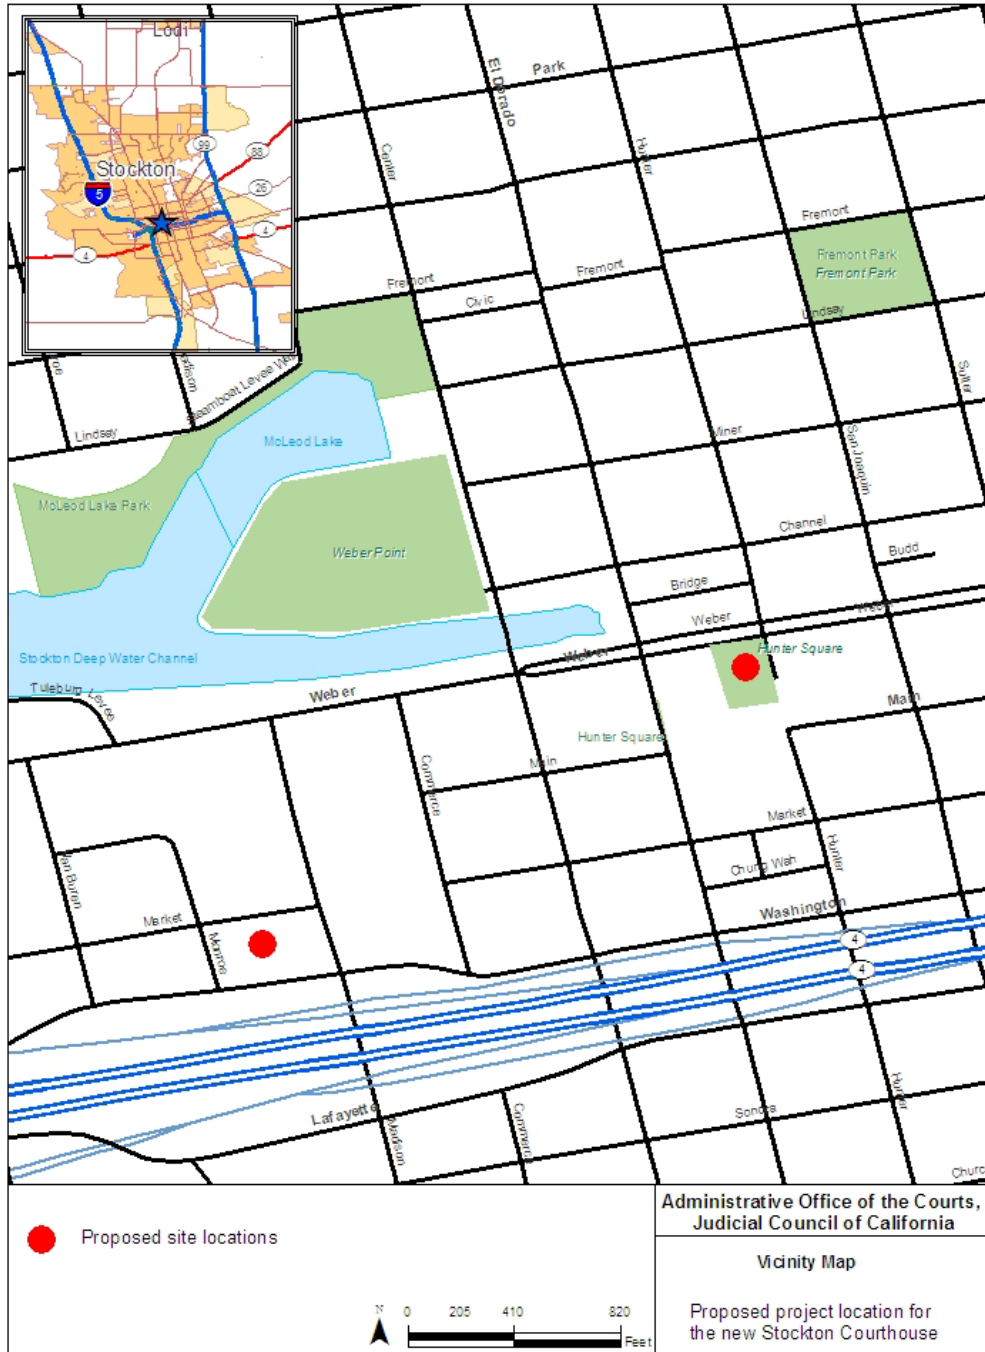 Lodi
99
88
Stockton
26
5
4
4
Park
El Dorado
Hunter
Center
Fremont
Fremont Park
Fremont Park
Fremont
Fremont
Civic
Lindsay
Steamboat Levee Wa
Sutter
Lindsay
McLeod Lake
Miner
San Joaquin
McLeod Lake Park
Channel
Weber Point
Budd
Bridge
Weber
Weber
Hunter Square
Weber
Stockton Deep Water Channel
Tuleburg Levee
Weber
Main
Hunter Square
Main
Commerce
Market
Hunter
Chung Wah
Van Buren
Washington
Market
Monroe
4
4
Hunter
Lafayette
Madison
Commerce
Sonora
Churc
Proposed site locations
N
0 205 410 820
Feet
Administrative Office of the Courts,
Judicial Council of California
Vicinity Map
Proposed project location for
the new Stockton Courthouse